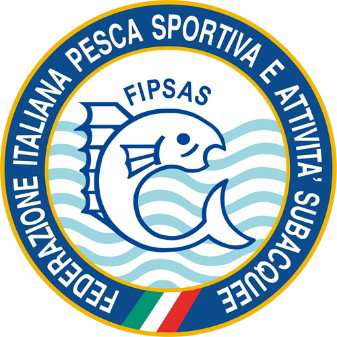 FEDERAZIONE ITALIANA PESCA SPORTIVA E ATTIVITA' SUBACQUEE
FIPSAS